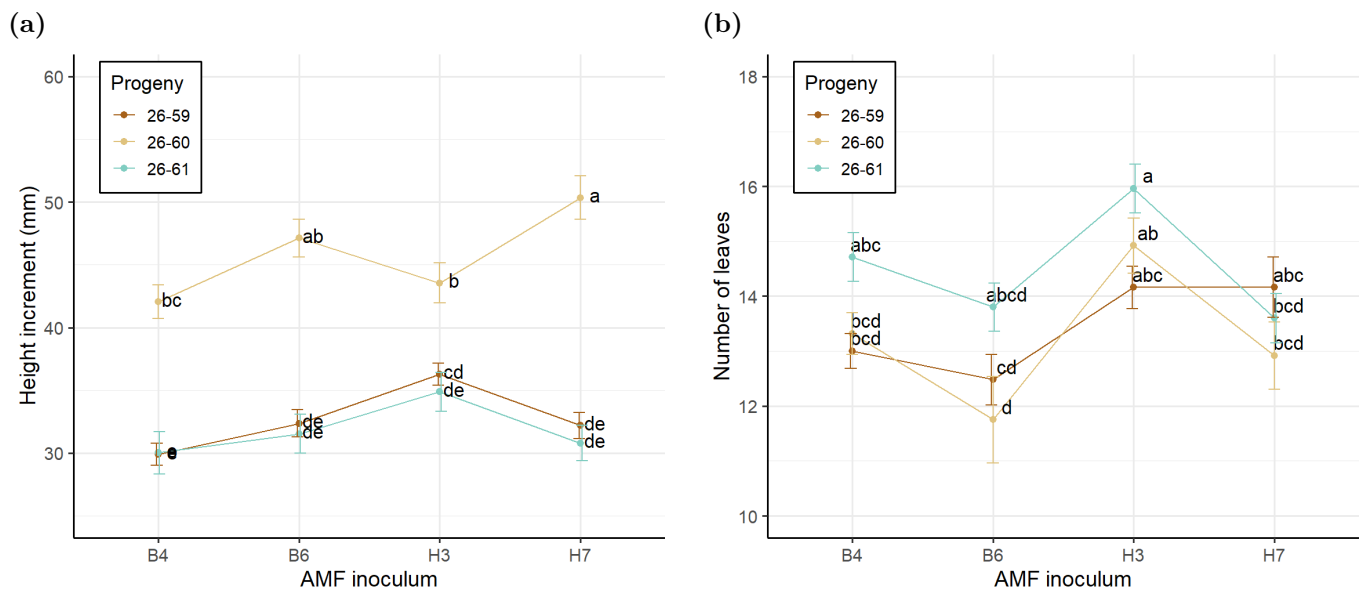 (a)
Height increment (mm)
60
50
40
30
Progeny
26-59
26-60
26-61
bc
ab
b
a
e
e
de
de
cd
de
de
de
B4
B6
H3
H7
AMF inoculum
(b)
Number of leaves
18
16
14
12
10
Progeny
26-59
26-60
26-61
abc
bcd
bcd
abcd
cd
d
a
ab
abc
abc
bcd
bcd
B4
B6
H3
H7
AMF inoculum